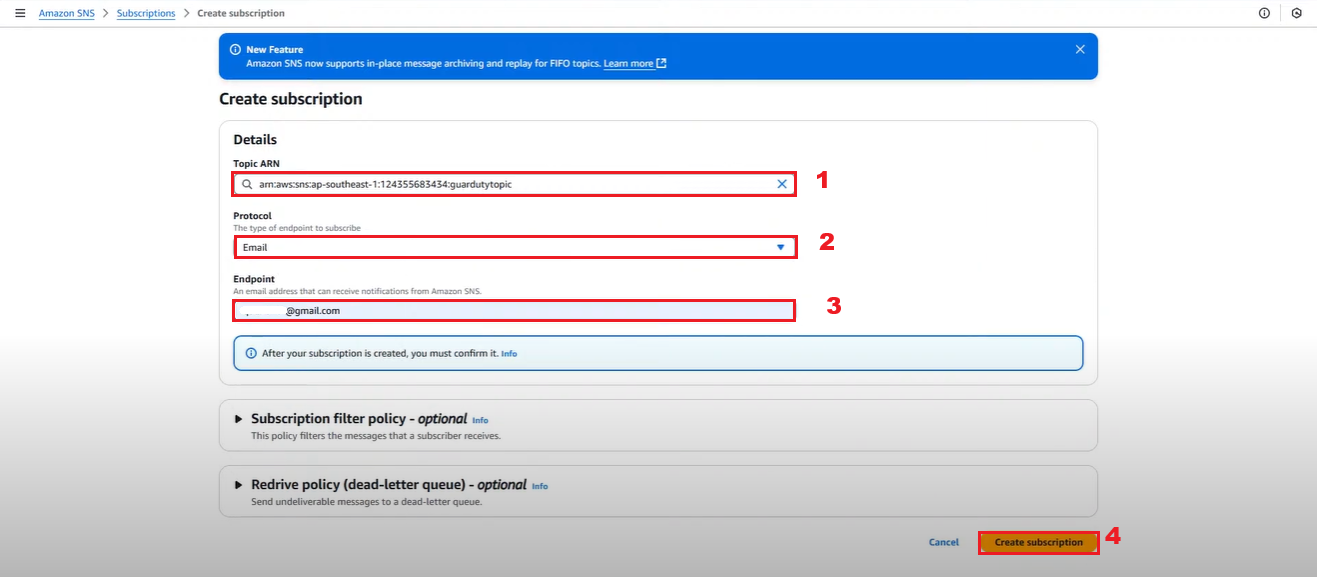 Amazon SNS > Subscriptions > Create subscription
New Feature
Amazon SNS now supports in-place message archiving and replay for FIFO topics. Learn more
Create subscription
Details
Topic ARN
arn:aws:sns:ap-southeast-1:124355683434:guardutytopic
1
Protocol
The type of endpoint to subscribe
Email
2
Endpoint
An email address that can receive notifications from Amazon SNS.
@gmail.com
3
After your subscription is created, you must confirm it. Info
Subscription filter policy - optional Info
This policy filters the messages that a subscriber receives.
Redrive policy (dead-letter queue) - optional Info
Send undeliverable messages to a dead-letter queue.
Cancel
Create subscription
4